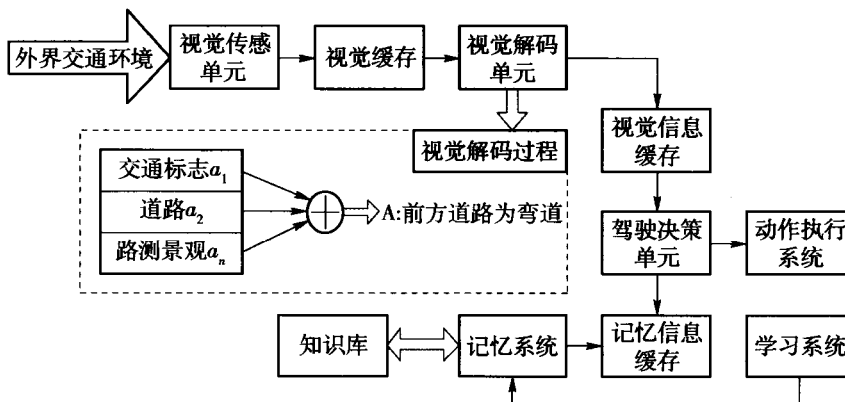 外界交通环境
视觉传感
单元
视觉缓存
视觉解码
单元
视觉信息
缓存
视觉解码过程
交通标志a₁
道路a₂
路测景观aₙ
A:前方道路为弯道
驾驶决策
单元
动作执行
系统
知识库
记忆系统
记忆信息
缓存
学习系统